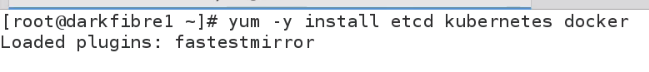 [root@darkfibre1 ~]# yum -y install etcd kubernetes docker
Loaded plugins: fastestmirror